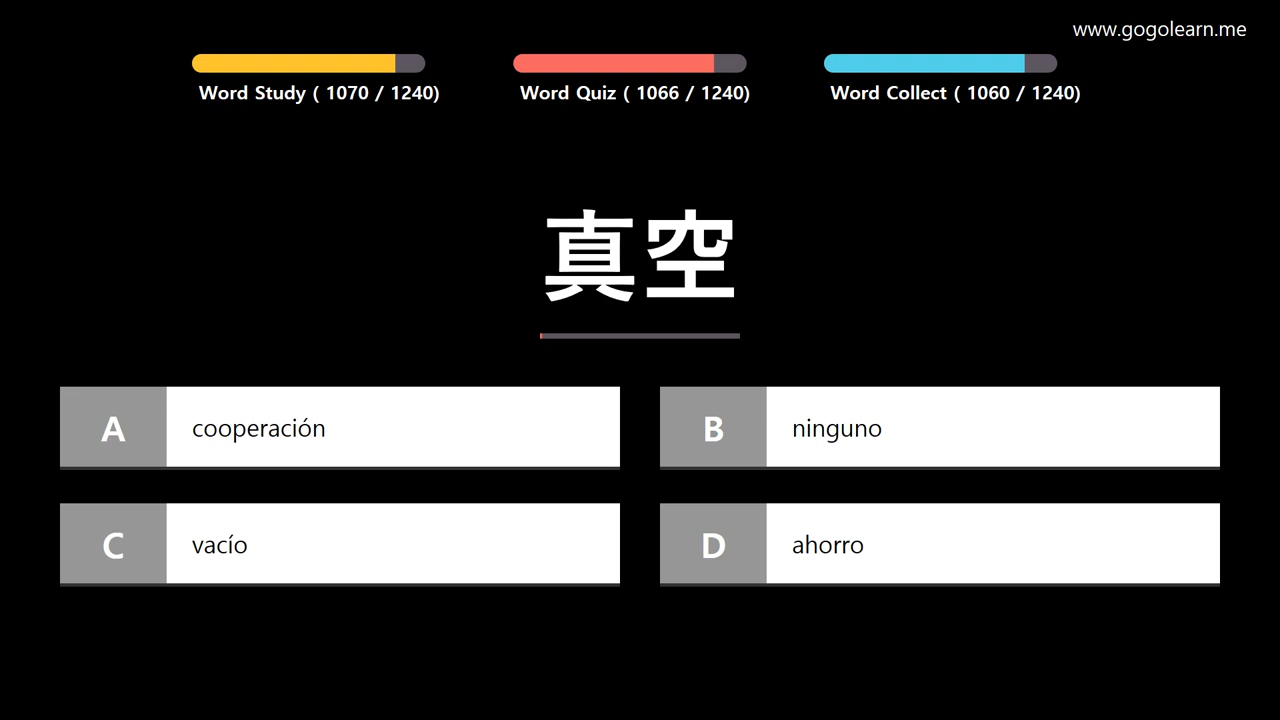 www.gogolearn.me
Word Study ( 1070 / 1240)
Word Quiz ( 1066 / 1240)
Word Collect ( 1060 / 1240)
真空
A cooperación
B ninguno
C vacío
D ahorro